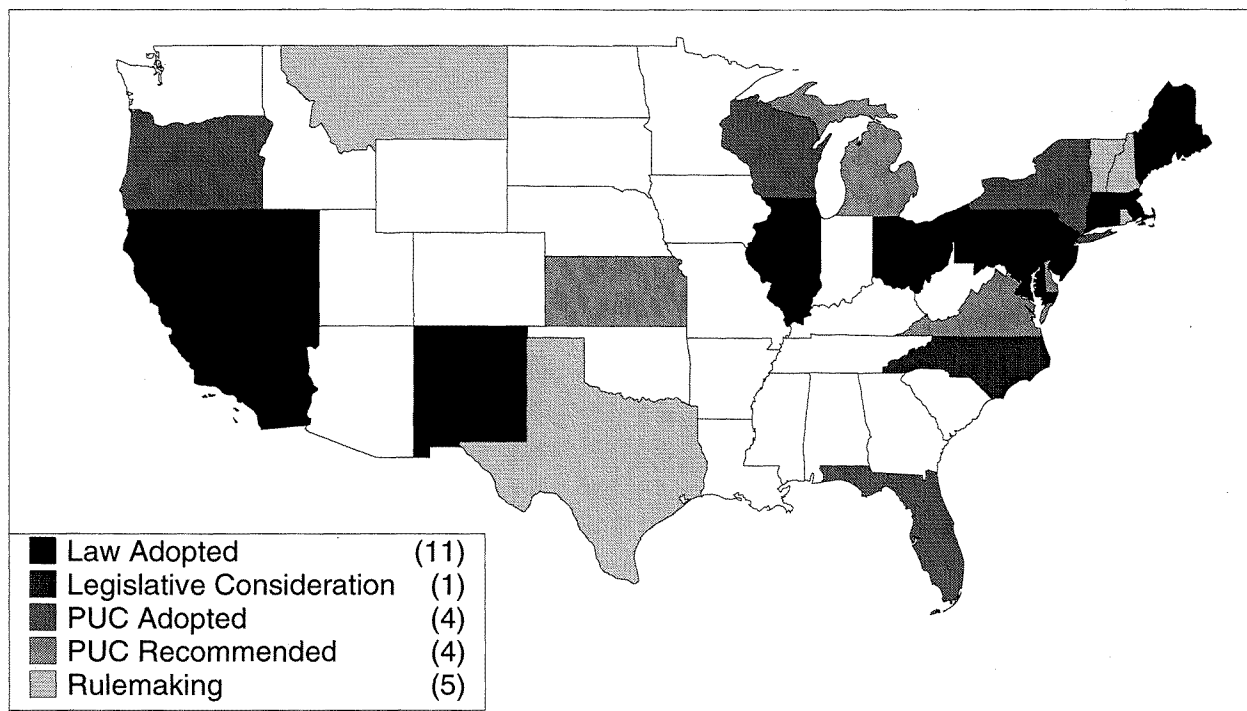 Law Adopted (11)
Legislative Consideration (1)
PUC Adopted (4)
PUC Recommended (4)
Rulemaking (5)